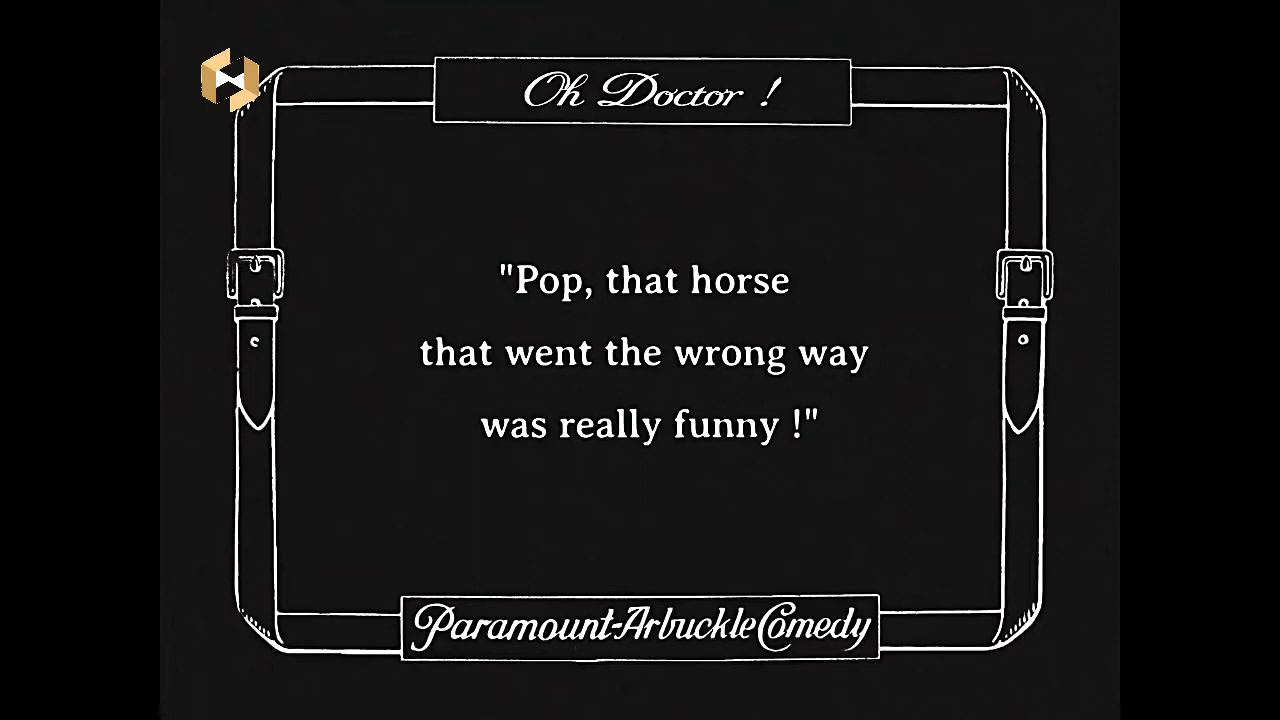 Oh Doctor !
"Pop, that horse
that went the wrong way
was really funny !"
Paramount-Arbuckle Comedy